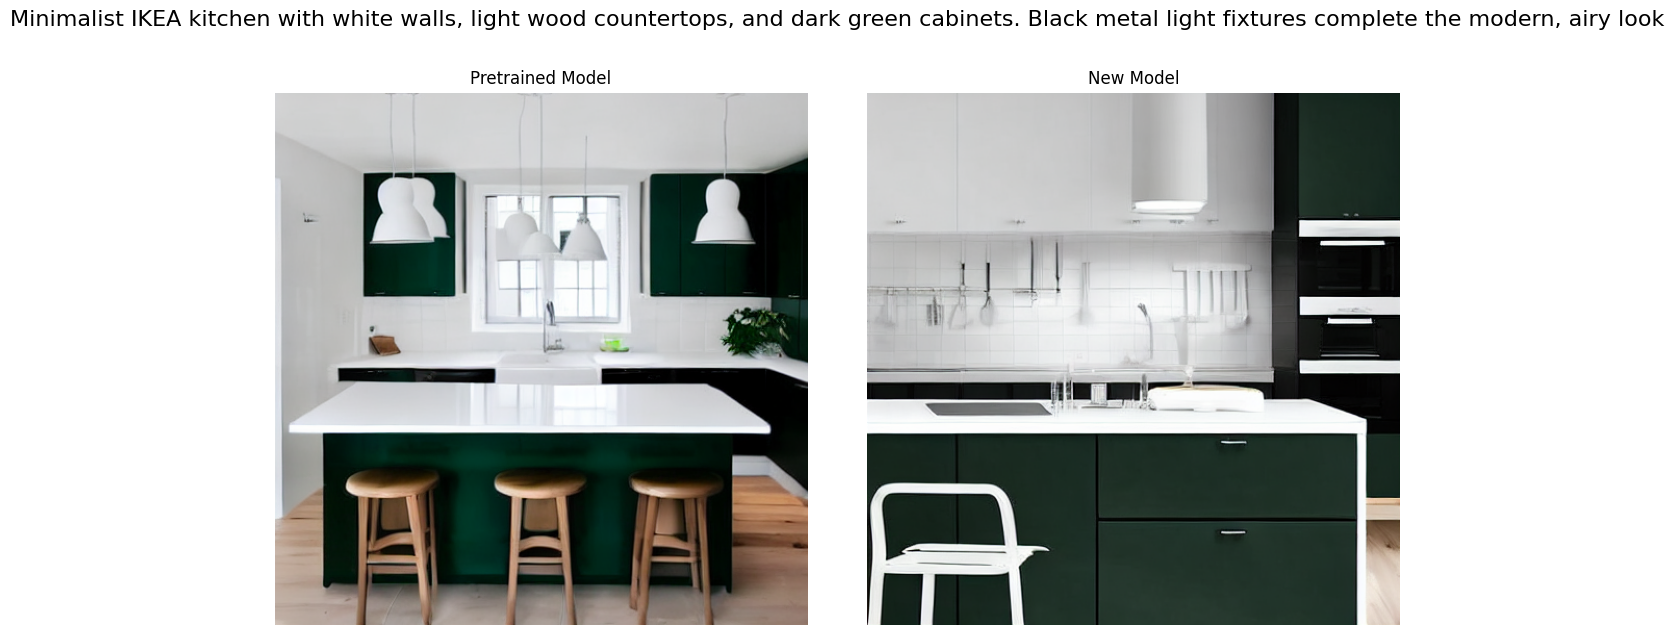 Minimalist IKEA kitchen with white walls, light wood countertops, and dark green cabinets. Black metal light fixtures complete the modern, airy look
Pretrained Model
New Model